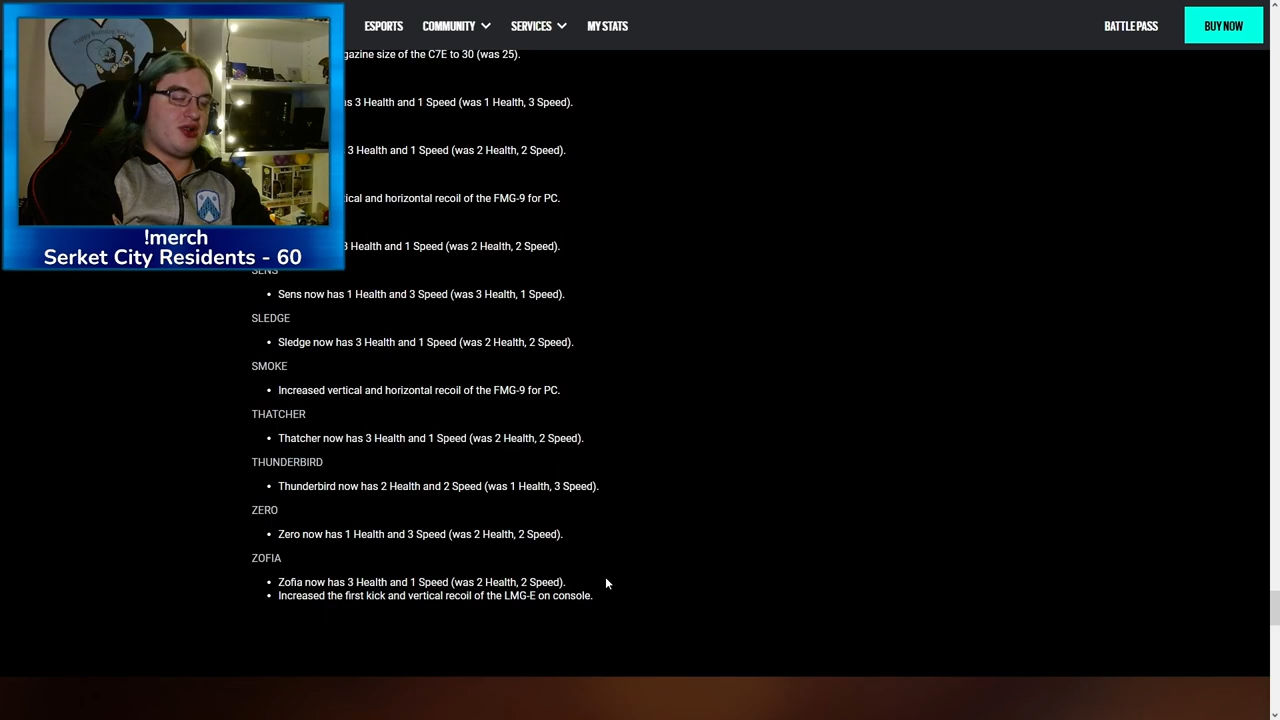 ESPORTS COMMUNITY SERVICES MY STATS BATTLE PASS BUY NOW
gazine size of the C7E to 30 (was 25).
s 3 Health and 1 Speed (was 1 Health, 3 Speed).
3 Health and 1 Speed (was 2 Health, 2 Speed).
tical and horizontal recoil of the FMG-9 for PC.
3 Health and 1 Speed (was 2 Health, 2 Speed).
!merch
Serket City Residents - 60
SENS
• Sens now has 1 Health and 3 Speed (was 3 Health, 1 Speed).
SLEDGE
• Sledge now has 3 Health and 1 Speed (was 2 Health, 2 Speed).
SMOKE
• Increased vertical and horizontal recoil of the FMG-9 for PC.
THATCHER
• Thatcher now has 3 Health and 1 Speed (was 2 Health, 2 Speed).
THUNDERBIRD
• Thunderbird now has 2 Health and 2 Speed (was 1 Health, 3 Speed).
ZERO
• Zero now has 1 Health and 3 Speed (was 2 Health, 2 Speed).
ZOFIA
• Zofia now has 3 Health and 1 Speed (was 2 Health, 2 Speed).
• Increased the first kick and vertical recoil of the LMG-E on console.